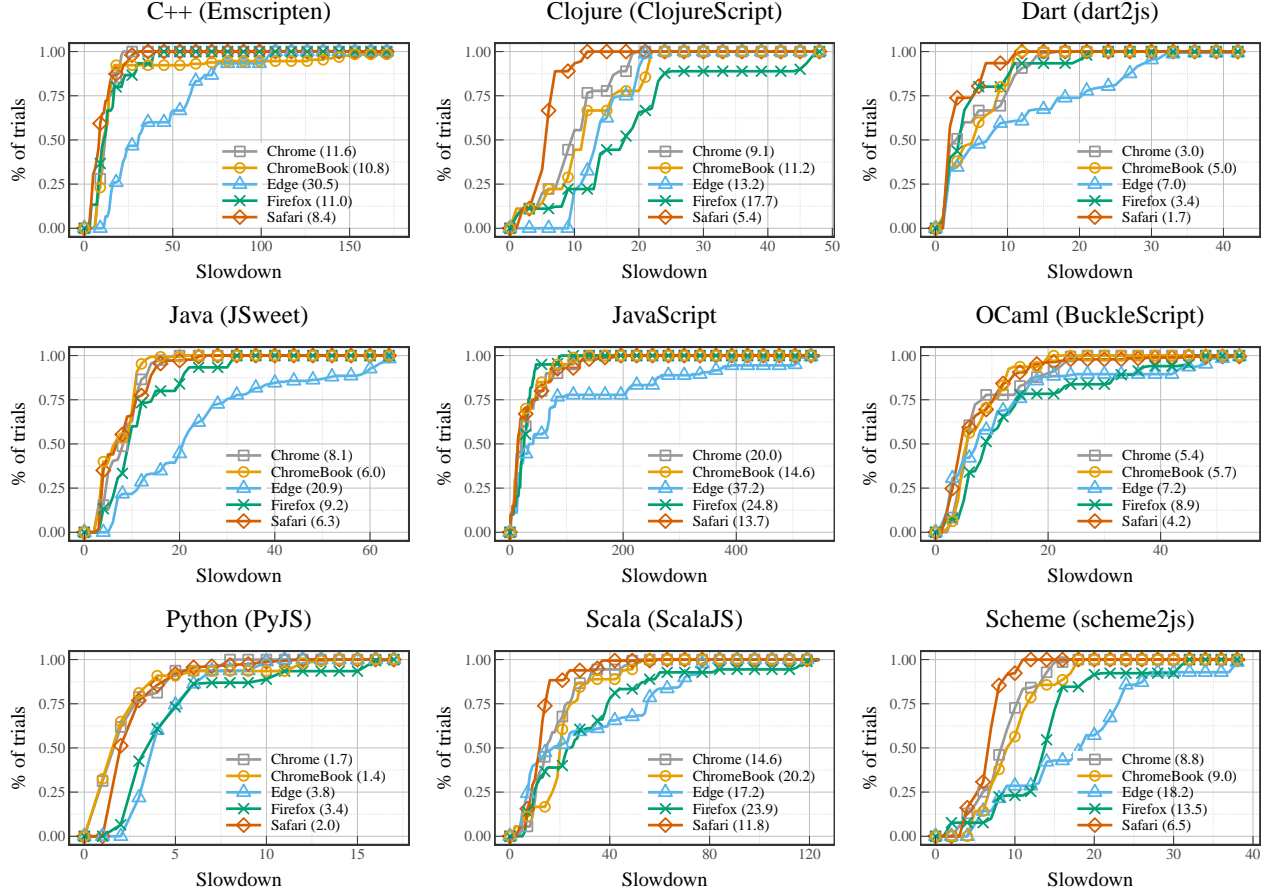 C++ (Emscripten)
Clojure (ClojureScript)
Dart (dart2js)
% of trials
1.00
0.75
0.50
0.25
0.00
Chrome (11.6)
ChromeBook (10.8)
Edge (30.5)
Firefox (11.0)
Safari (8.4)
0 50 100 150
Slowdown
% of trials
1.00
0.75
0.50
0.25
0.00
Chrome (9.1)
ChromeBook (11.2)
Edge (13.2)
Firefox (17.7)
Safari (5.4)
0 10 20 30 40 50
Slowdown
% of trials
1.00
0.75
0.50
0.25
0.00
Chrome (3.0)
ChromeBook (5.0)
Edge (7.0)
Firefox (3.4)
Safari (1.7)
0 10 20 30 40
Slowdown
Java (JSweet)
JavaScript
OCaml (BuckleScript)
% of trials
1.00
0.75
0.50
0.25
0.00
Chrome (8.1)
ChromeBook (6.0)
Edge (20.9)
Firefox (9.2)
Safari (6.3)
0 20 40 60
Slowdown
% of trials
1.00
0.75
0.50
0.25
0.00
Chrome (20.0)
ChromeBook (14.6)
Edge (37.2)
Firefox (24.8)
Safari (13.7)
0 200 400
Slowdown
% of trials
1.00
0.75
0.50
0.25
0.00
Chrome (5.4)
ChromeBook (5.7)
Edge (7.2)
Firefox (8.9)
Safari (4.2)
0 20 40
Slowdown
Python (PyJS)
Scala (ScalaJS)
Scheme (scheme2js)
% of trials
1.00
0.75
0.50
0.25
0.00
Chrome (1.7)
ChromeBook (1.4)
Edge (3.8)
Firefox (3.4)
Safari (2.0)
0 5 10 15
Slowdown
% of trials
1.00
0.75
0.50
0.25
0.00
Chrome (14.6)
ChromeBook (20.2)
Edge (17.2)
Firefox (23.9)
Safari (11.8)
0 40 80 120
Slowdown
% of trials
1.00
0.75
0.50
0.25
0.00
Chrome (8.8)
ChromeBook (9.0)
Edge (18.2)
Firefox (13.5)
Safari (6.5)
0 10 20 30 40
Slowdown